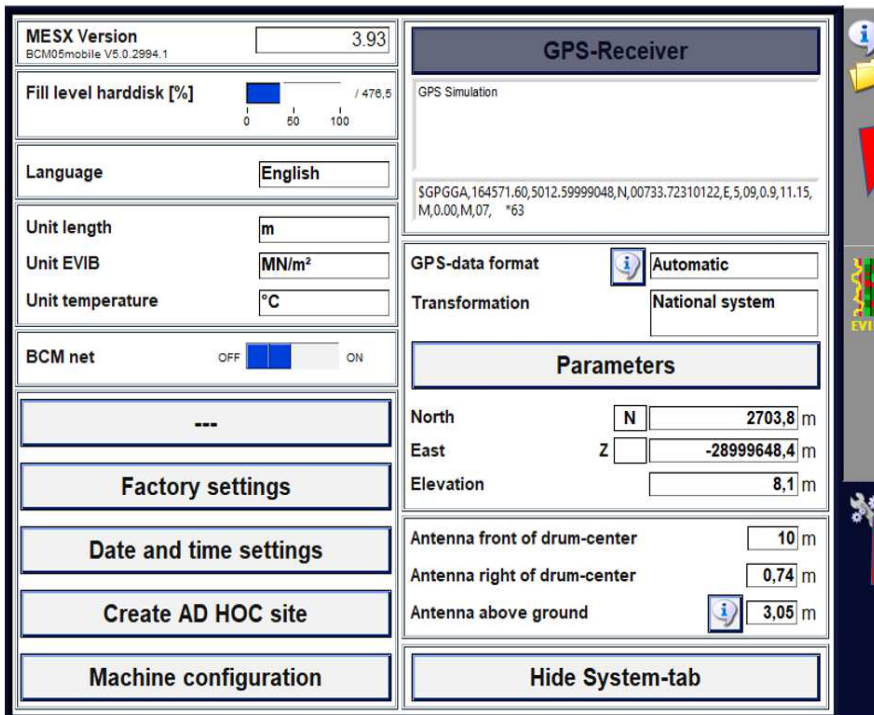 MESX Version
3.93
BCM05mobile V5.0.2994.1
Fill level harddisk [%]
/ 476,5
0 50 100
Language
English
Unit length
m
Unit EVIB
MN/m²
Unit temperature
°C
BCM net
OFF
ON
---
Factory settings
Date and time settings
Create AD HOC site
Machine configuration
GPS-Receiver
GPS Simulation
$GPGGA,164571.60,5012.59999048,N,00733.72310122,E,5,09,0.9,11.15,
M,0.00,M,07, *63
GPS-data format
Automatic
Transformation
National system
Parameters
North
N
2703,8 m
East
Z
-28999648,4 m
Elevation
8,1 m
Antenna front of drum-center
10 m
Antenna right of drum-center
0,74 m
Antenna above ground
3,05 m
Hide System-tab